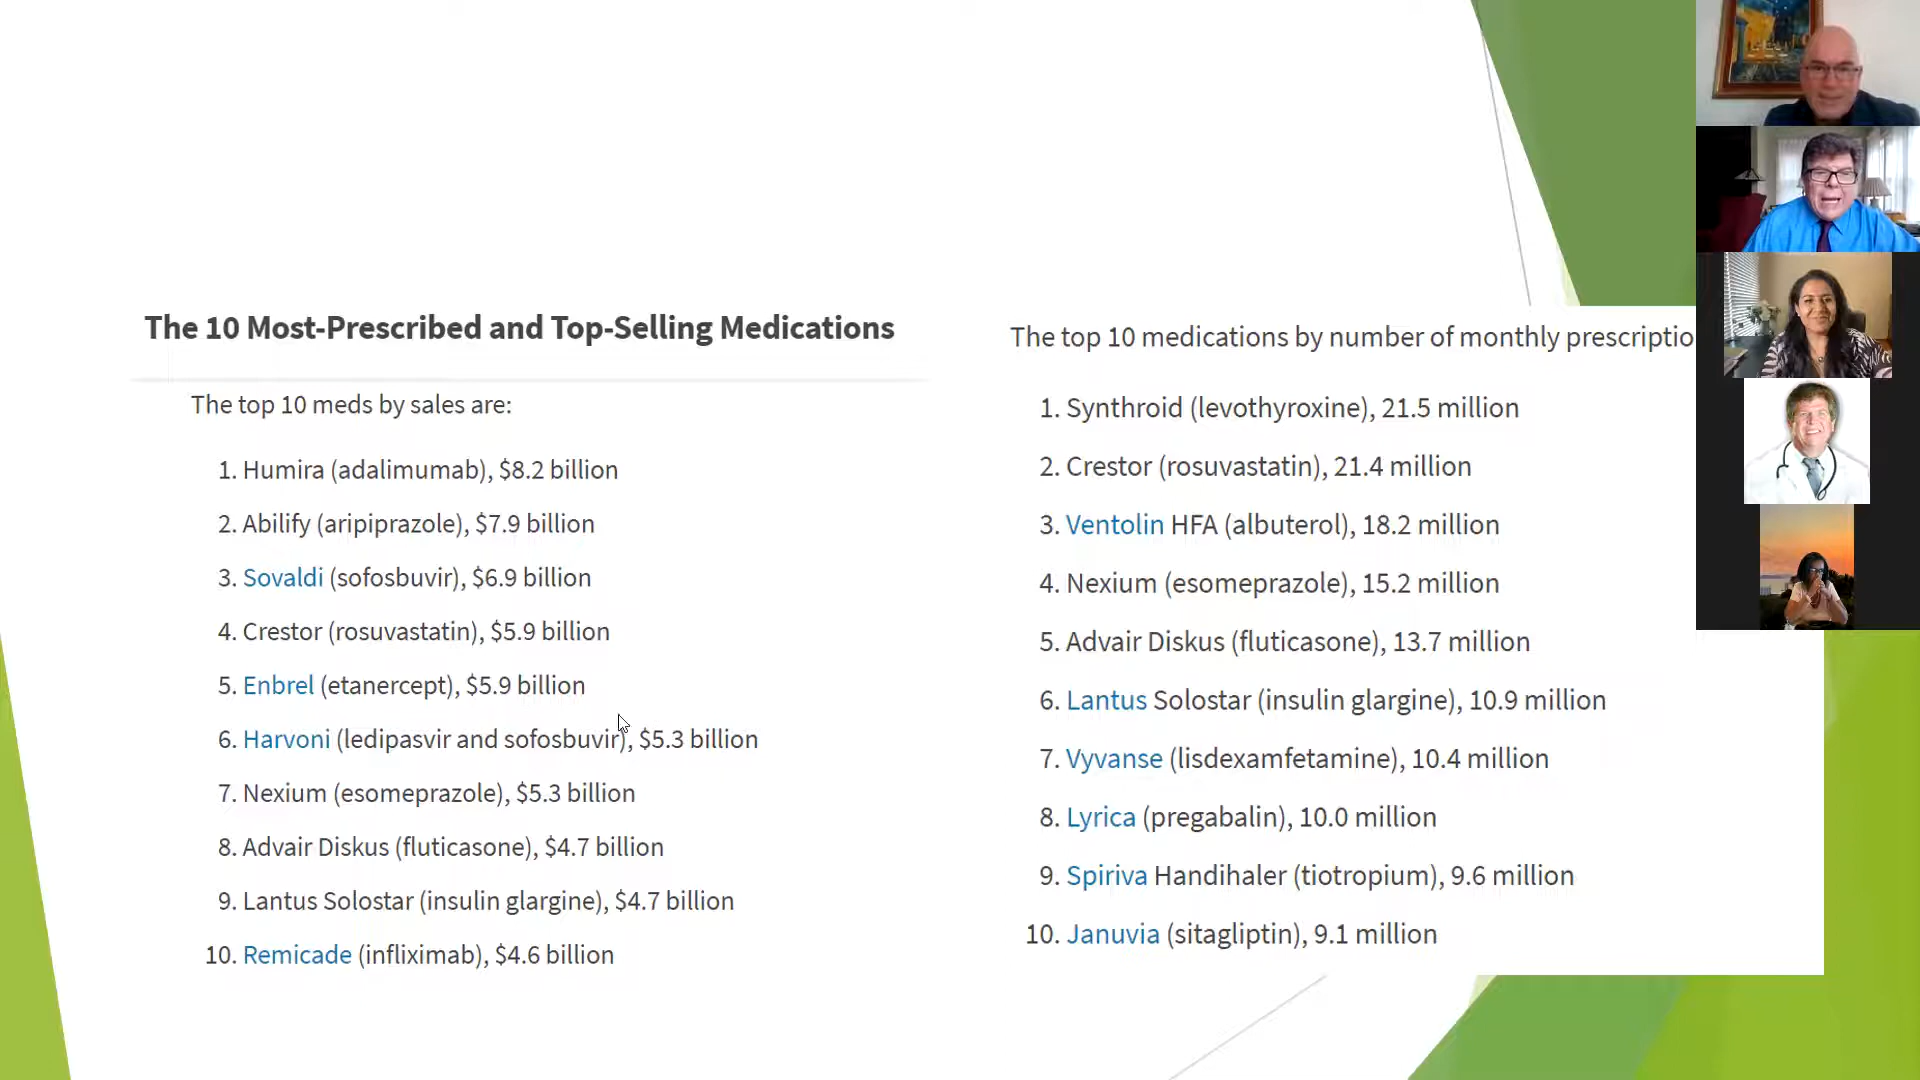 The 10 Most-Prescribed and Top-Selling Medications
The top 10 meds by sales are:
1. Humira (adalimumab), $8.2 billion
2. Abilify (aripiprazole), $7.9 billion
3. Sovaldi (sofosbuvir), $6.9 billion
4. Crestor (rosuvastatin), $5.9 billion
5. Enbrel (etanercept), $5.9 billion
6. Harvoni (ledipasvir and sofosbuvir), $5.3 billion
7. Nexium (esomeprazole), $5.3 billion
8. Advair Diskus (fluticasone), $4.7 billion
9. Lantus Solostar (insulin glargine), $4.7 billion
10. Remicade (infliximab), $4.6 billion
The top 10 medications by number of monthly prescriptio
1. Synthroid (levothyroxine), 21.5 million
2. Crestor (rosuvastatin), 21.4 million
3. Ventolin HFA (albuterol), 18.2 million
4. Nexium (esomeprazole), 15.2 million
5. Advair Diskus (fluticasone), 13.7 million
6. Lantus Solostar (insulin glargine), 10.9 million
7. Vyvanse (lisdexamfetamine), 10.4 million
8. Lyrica (pregabalin), 10.0 million
9. Spiriva Handihaler (tiotropium), 9.6 million
10. Januvia (sitagliptin), 9.1 million